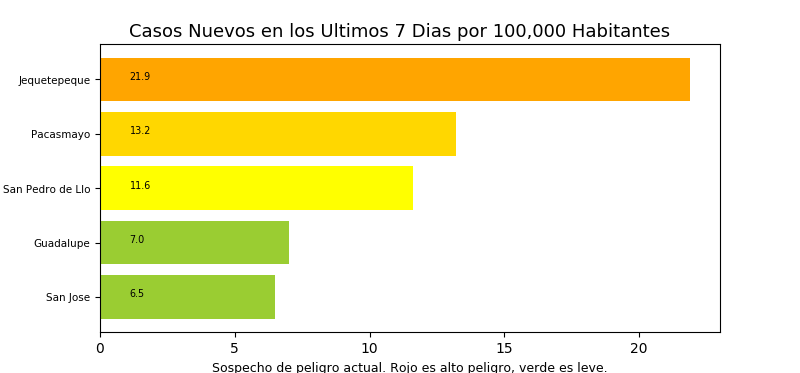 Casos Nuevos en los Ultimos 7 Dias por 100,000 Habitantes
Jequetepeque 21.9
Pacasmayo 13.2
San Pedro de Llo 11.6
Guadalupe 7.0
San Jose 6.5
0 5 10 15 20
Sospecho de peligro actual. Rojo es alto peligro, verde es leve.